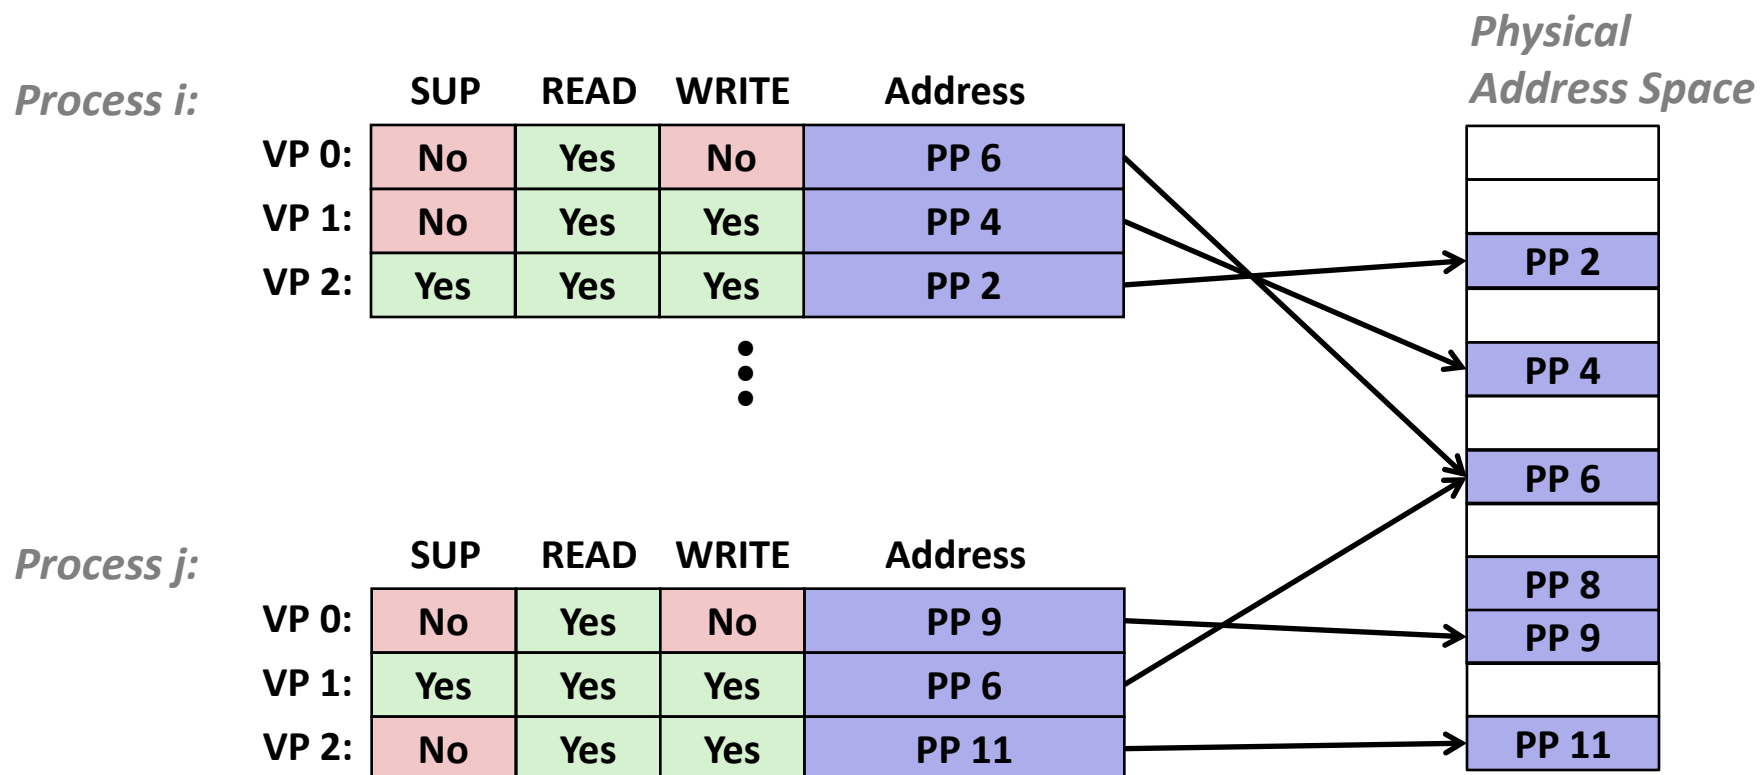 Physical
Address Space
Process i:
SUP READ WRITE Address
VP 0: No Yes No PP 6
VP 1: No Yes Yes PP 4
VP 2: Yes Yes Yes PP 2
PP 2
PP 4
PP 6
PP 8
PP 9
PP 11
Process j:
SUP READ WRITE Address
VP 0: No Yes No PP 9
VP 1: Yes Yes Yes PP 6
VP 2: No Yes Yes PP 11